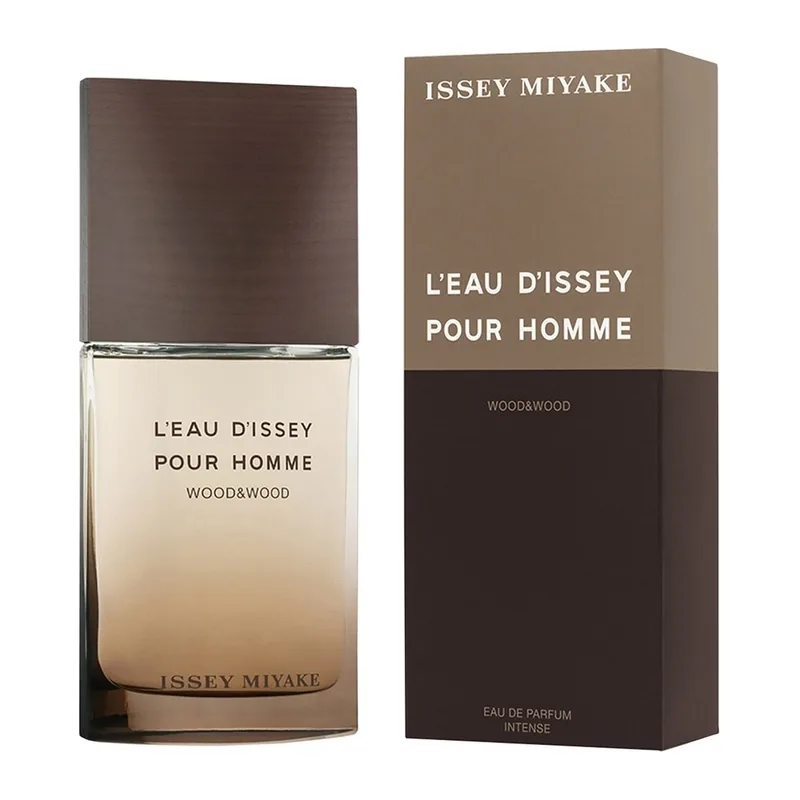 L'EAU D'ISSEY
POUR HOMME
WOOD&WOOD
ISSEY MIYAKE
ISSEY MIYAKE
L'EAU D'ISSEY
POUR HOMME
WOOD&WOOD
EAU DE PARFUM
INTENSE